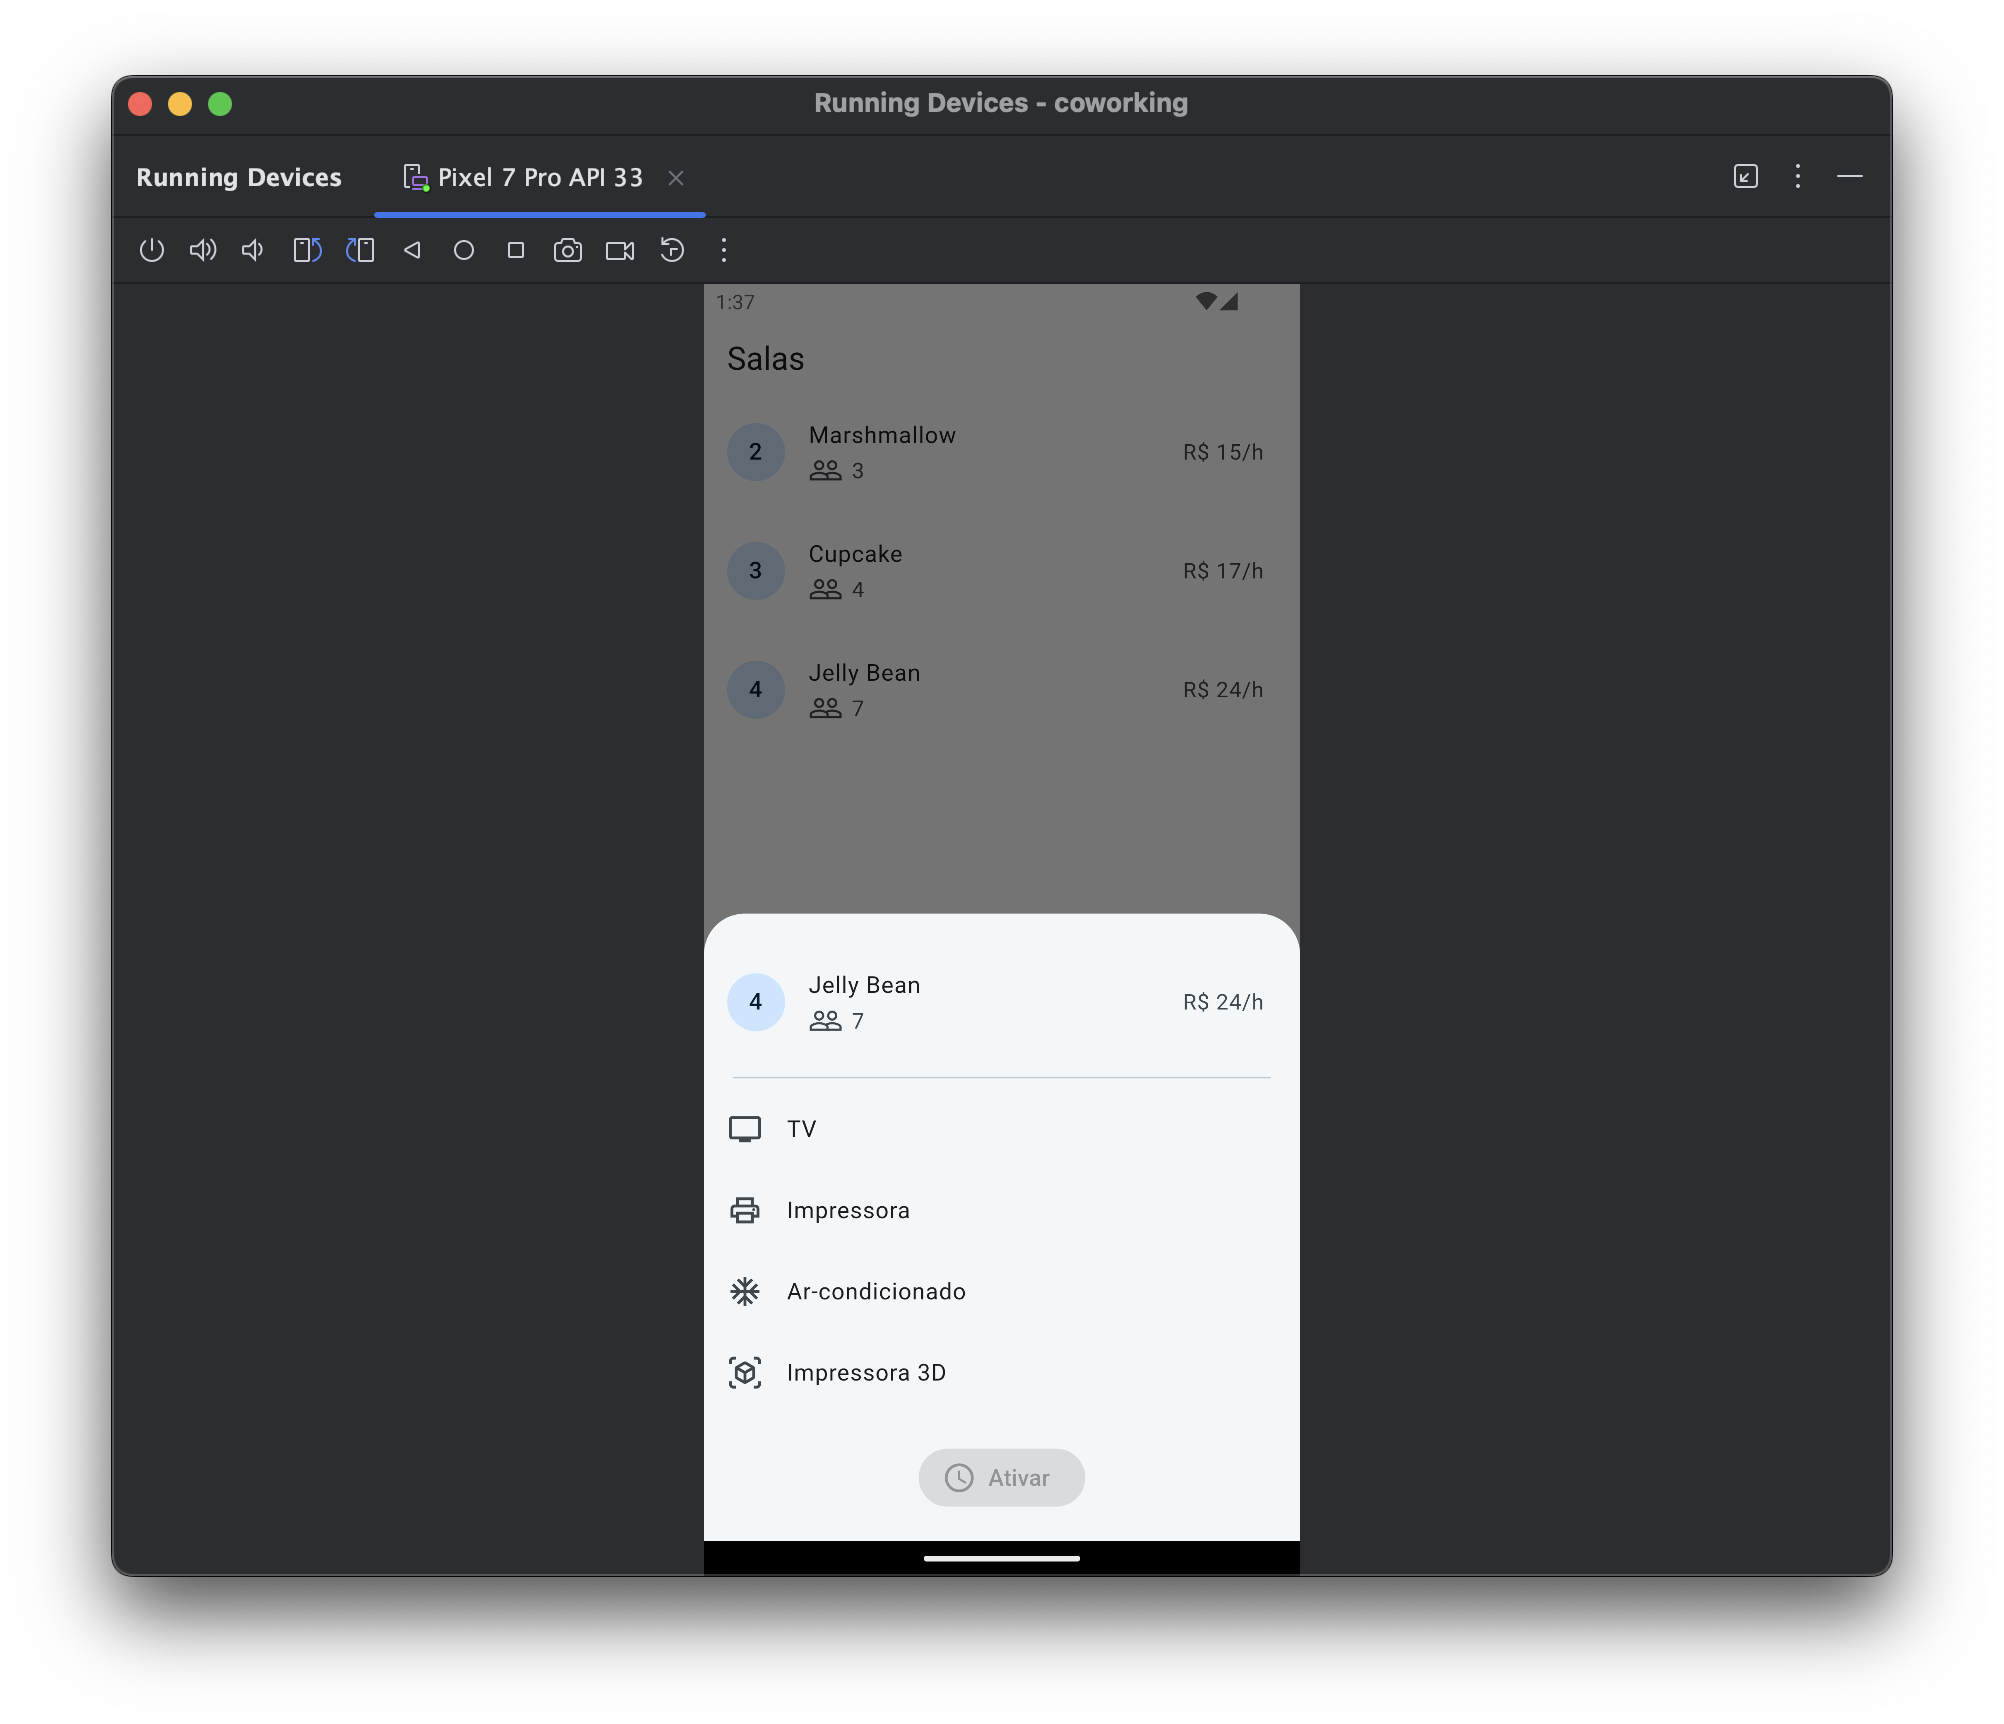 Running Devices - coworking
Running Devices Pixel 7 Pro API 33
1:37
Salas
2 Marshmallow R$ 15/h
3
3 Cupcake R$ 17/h
4
4 Jelly Bean R$ 24/h
7
4 Jelly Bean R$ 24/h
7
TV
Impressora
Ar-condicionado
Impressora 3D
Ativar